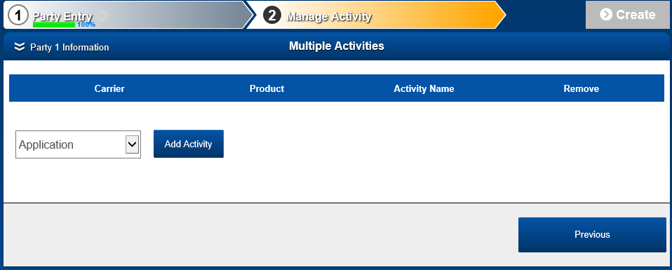 1 Party Entry
100%
2 Manage Activity
Create
Party 1 Information
Multiple Activities
Carrier Product Activity Name Remove
Application Add Activity
Previous